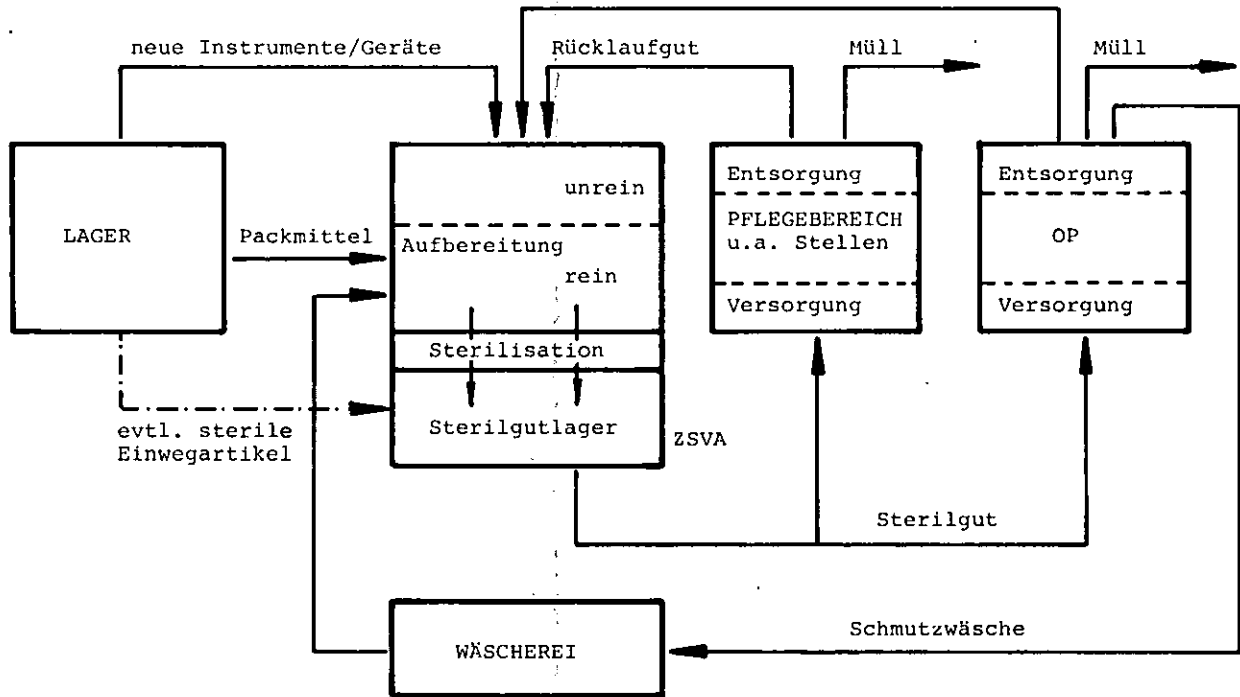 neue Instrumente/Geräte
Rücklaufgut
Müll
Müll
LAGER
Packmittel
unrein
Aufbereitung
rein
Sterilisation
Sterilgutlager
ZSVA
Entsorgung
PFLEGEBEREICH
u.a. Stellen
Versorgung
Entsorgung
OP
Versorgung
evtl. sterile
Einwegartikel
Sterilgut
Schmutzwäsche
WÄSCHEREI